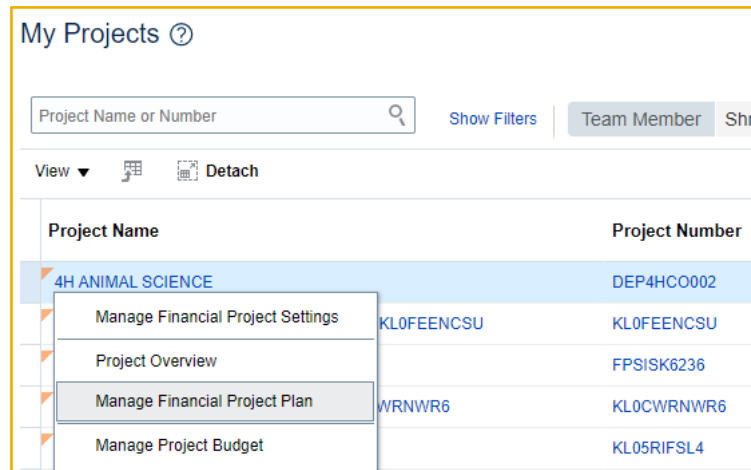 My Projects ?
Project Name or Number
Show Filters
Team Member
View
Detach
Project Name Project Number
4H ANIMAL SCIENCE DEP4HCO002
Manage Financial Project Settings KL0FEENCSU KL0FEENCSU
Project Overview FPSISK6236
Manage Financial Project Plan WRNWR6 KL0CWRNWR6
Manage Project Budget KL05RIFSL4